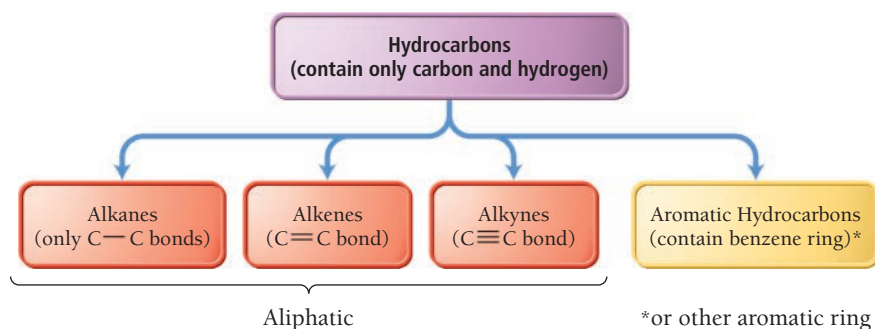 Hydrocarbons
(contain only carbon and hydrogen)
Alkanes
(only C—C bonds)
Alkenes
(C=C bond)
Alkynes
(C≡C bond)
Aromatic Hydrocarbons
(contain benzene ring)*
Aliphatic
*or other aromatic ring